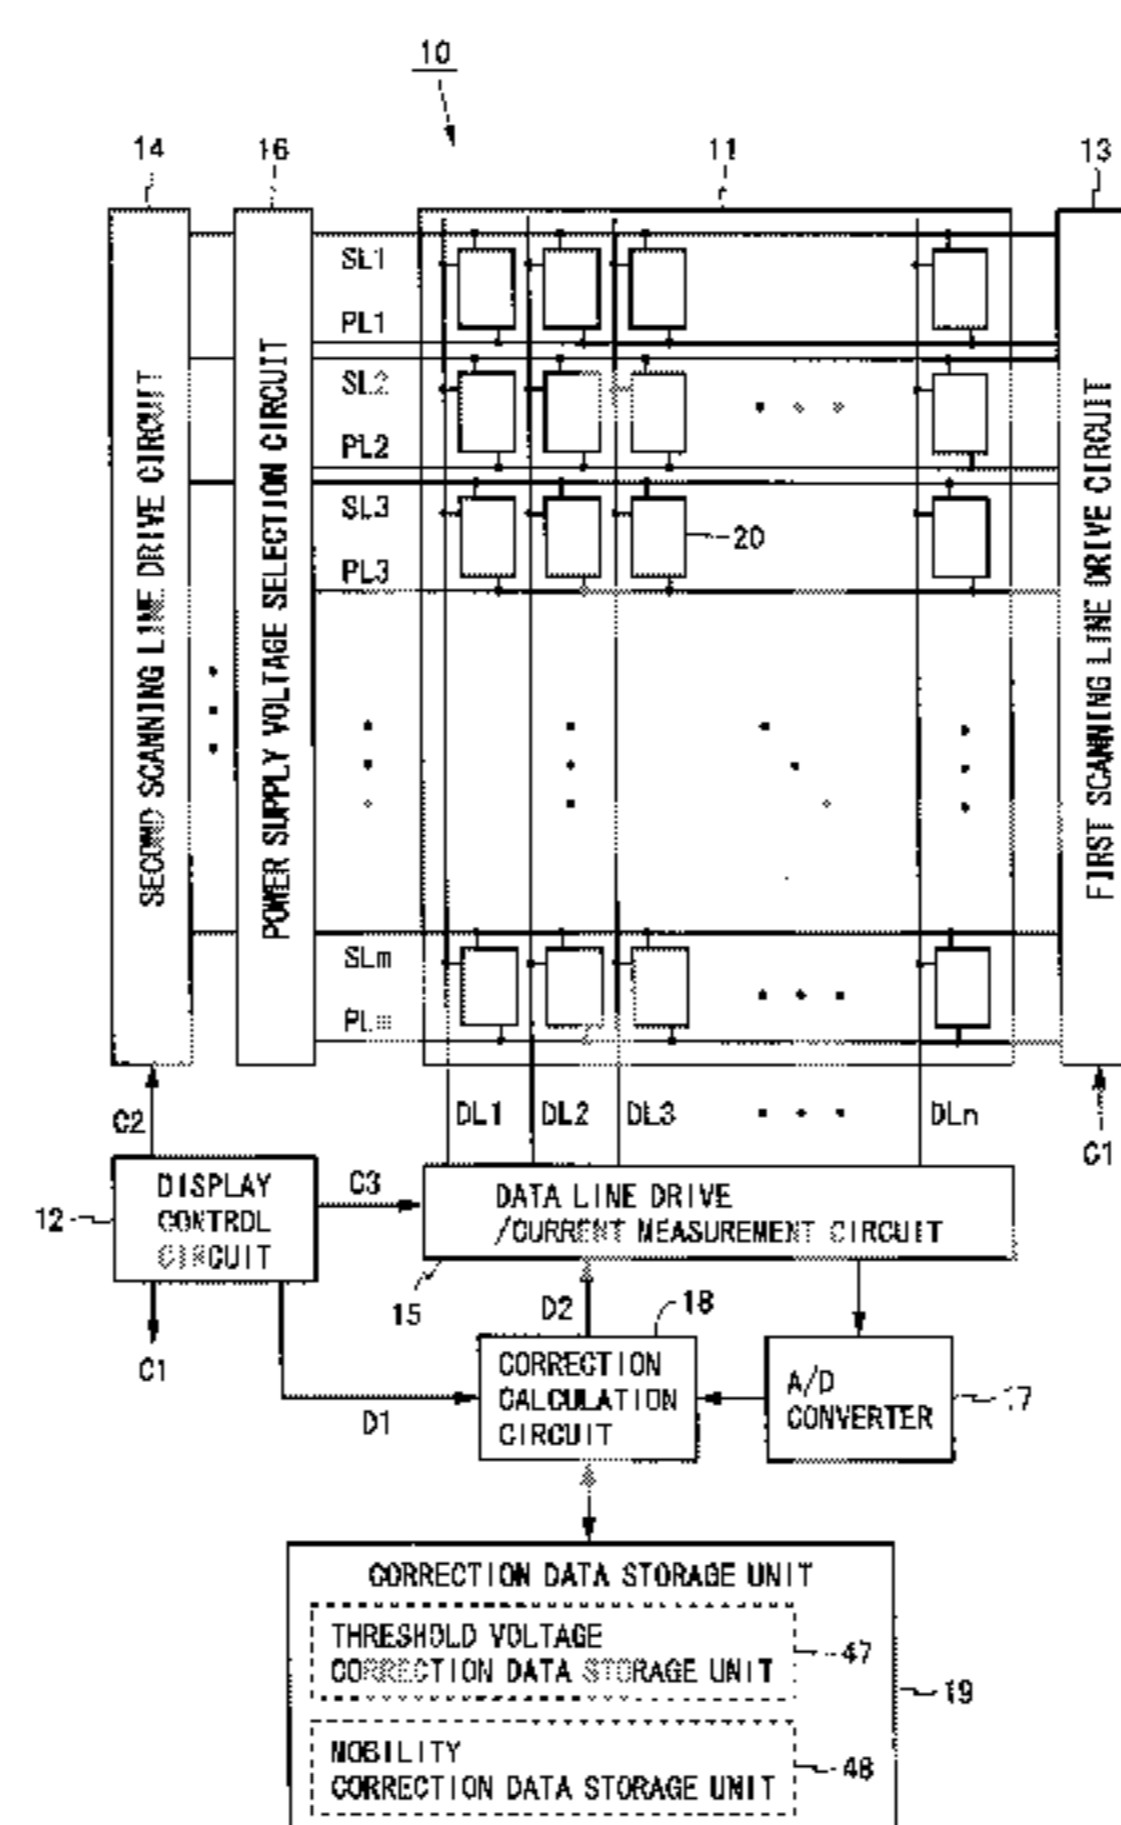 10
14
16
11
13
SL1
PL1
SL2
PL2
SL3
PL3
20
SECOND SCANNING LINE DRIVE CIRCUIT
POWER SUPPLY VOLTAGE SELECTION CIRCUIT
FIRST SCANNING LINE DRIVE CIRCUIT
SLm
PLm
C2
DL1
DL2
DL3
DLn
C1
12
DISPLAY
CONTROL
CIRCUIT
C3
DATA LINE DRIVE
/CURRENT MEASUREMENT CIRCUIT
15
D2
18
C1
D1
CORRECTION
CALCULATION
CIRCUIT
A/D
CONVERTER
17
CORRECTION DATA STORAGE UNIT
THRESHOLD VOLTAGE
CORRECTION DATA STORAGE UNIT
47
19
MOBILITY
CORRECTION DATA STORAGE UNIT
48